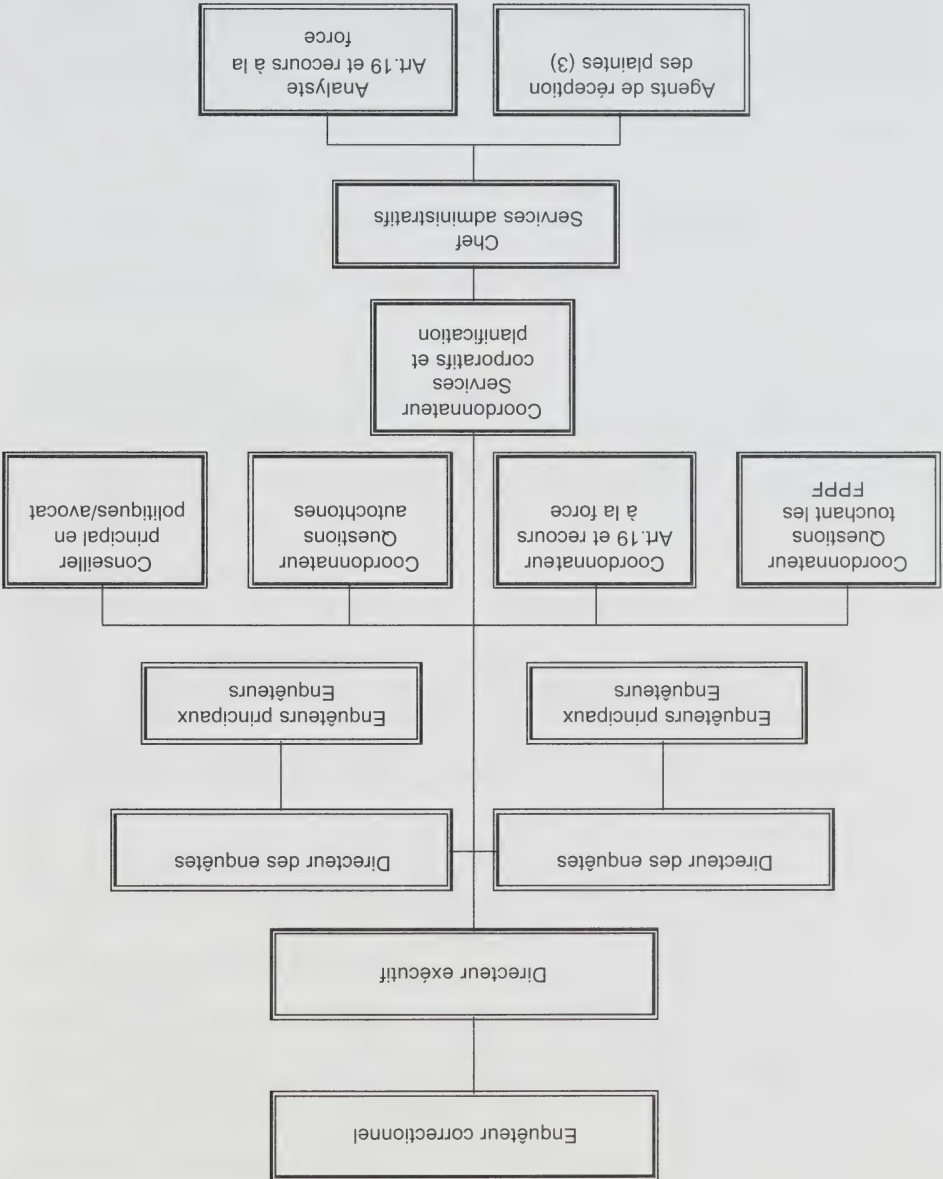 Enquêteur correctionnel
Directeur exécutif
Directeur des enquêtes
Directeur des enquêtes
Enquêteurs principaux
Enquêteurs
Enquêteurs principaux
Enquêteurs
Coordonnateur
Questions
touchant les
FPPF
Coordonnateur
Art.19 et recours
à la force
Coordonnateur
Questions
autochtones
Conseiller
principal en
politiques/avocat
Coordonnateur
Services
corporatifs et
planification
Chef
Services administratifs
Agents de réception
des plaintes (3)
Analyste
Art.19 et recours à la
force